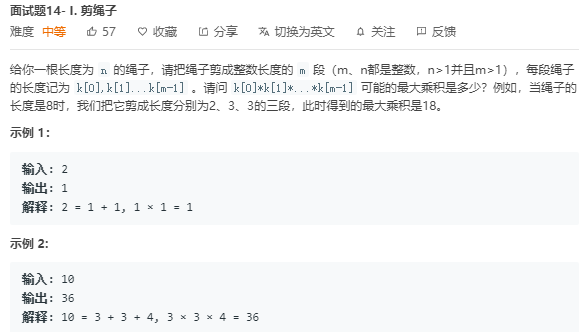 面试题14- I. 剪绳子
难度 中等 57 收藏 分享 切换为英文 关注 反馈
给你一根长度为 n 的绳子，请把绳子剪成整数长度的 m 段（m、n都是整数，n>1并且m>1），每段绳子
的长度记为 k[0],k[1]...k[m-1] 。请问 k[0]*k[1]*...*k[m-1] 可能的最大乘积是多少？例如，当绳子的
长度是8时，我们把它剪成长度分别为2、3、3的三段，此时得到的最大乘积是18。
示例 1：
输入: 2
输出: 1
解释: 2 = 1 + 1, 1 × 1 = 1
示例 2:
输入: 10
输出: 36
解释: 10 = 3 + 3 + 4, 3 × 3 × 4 = 36